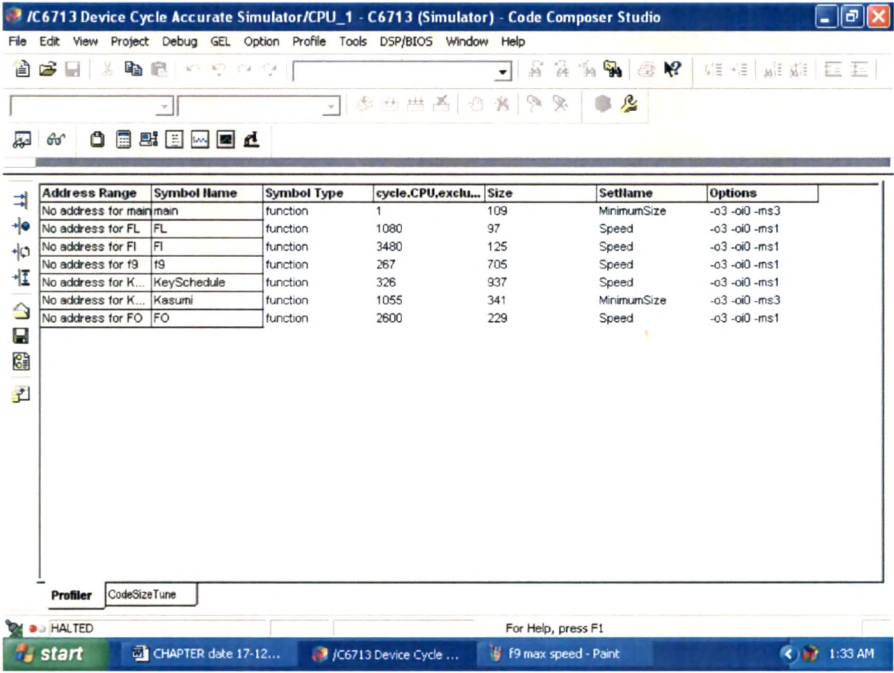 /C6713 Device Cycle Accurate Simulator/CPU_1 - C6713 (Simulator) - Code Composer Studio
File Edit View Project Debug GEL Option Profile Tools DSP/BIOS Window Help
Address Range Symbol Name Symbol Type cycle.CPU,exclu... Size SetName Options
No address for main main function 1 109 MinimumSize -o3 -oi0 -ms3
No address for FL FL function 1080 97 Speed -o3 -oi0 -ms1
No address for FI FI function 3480 125 Speed -o3 -oi0 -ms1
No address for f9 f9 function 267 705 Speed -o3 -oi0 -ms1
No address for K... KeySchedule function 326 937 Speed -o3 -oi0 -ms1
No address for K... Kasumi function 1055 341 MinimumSize -o3 -oi0 -ms3
No address for FO FO function 2600 229 Speed -o3 -oi0 -ms1
Profiler CodeSizeTune
HALTED For Help, press F1
start CHAPTER date 17-12... /C6713 Device Cycle ... f9 max speed - Paint 1:33 AM